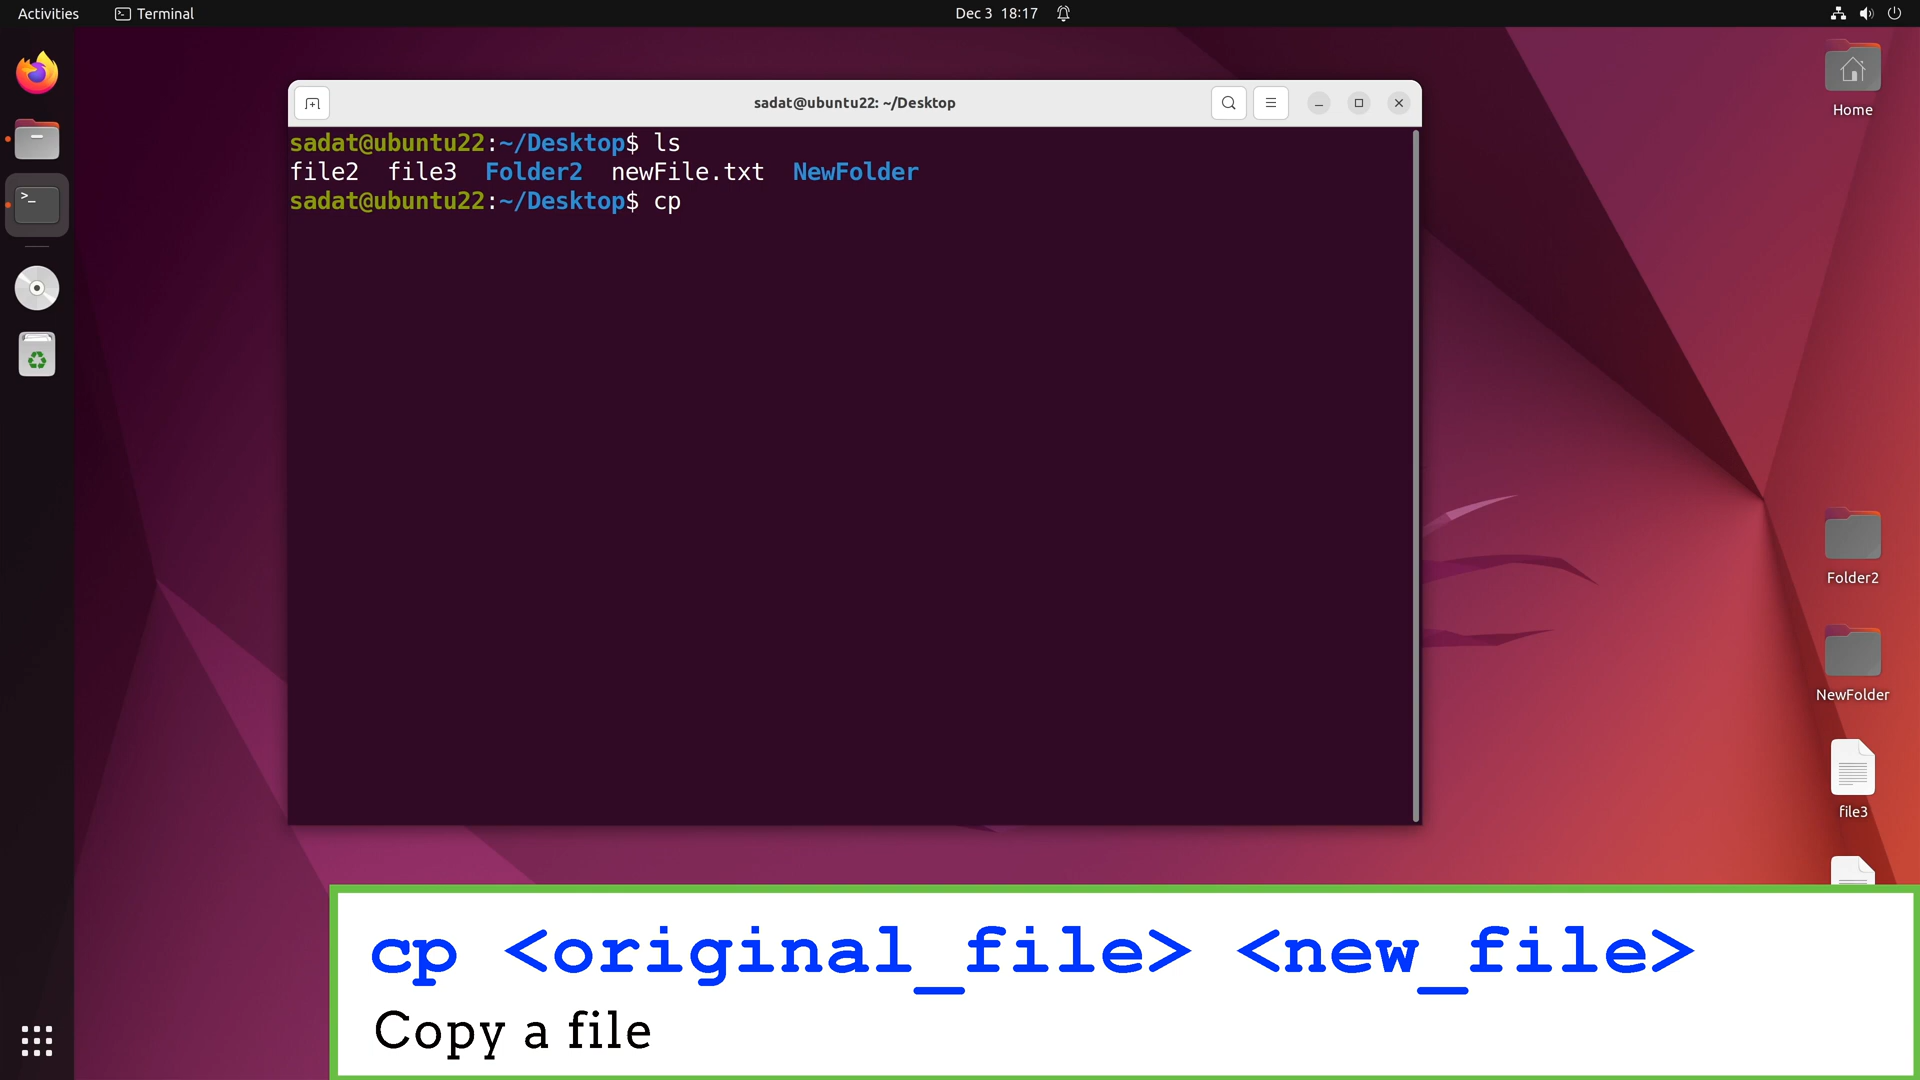 Activities Terminal Dec 3 18:17
sadat@ubuntu22: ~/Desktop
sadat@ubuntu22:~/Desktop$ ls
file2 file3 Folder2 newFile.txt NewFolder
sadat@ubuntu22:~/Desktop$ cp
>_
Home
Folder2
NewFolder
file3
cp <original_file> <new_file>
Copy a file